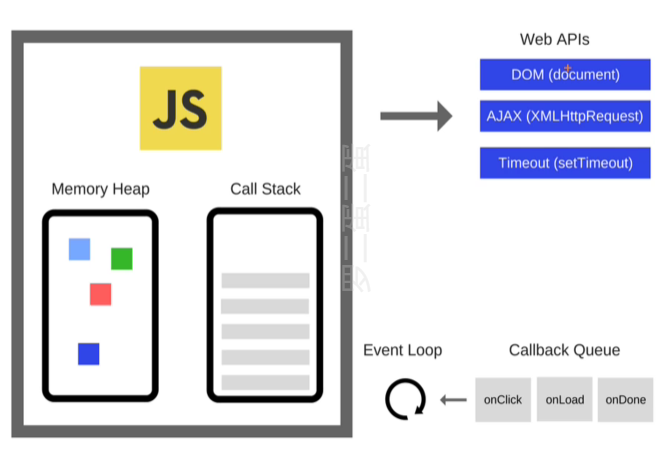 JS
Memory Heap
Call Stack
Web APIs
DOM (document)
AJAX (XMLHttpRequest)
Timeout (setTimeout)
Event Loop
Callback Queue
onClick
onLoad
onDone